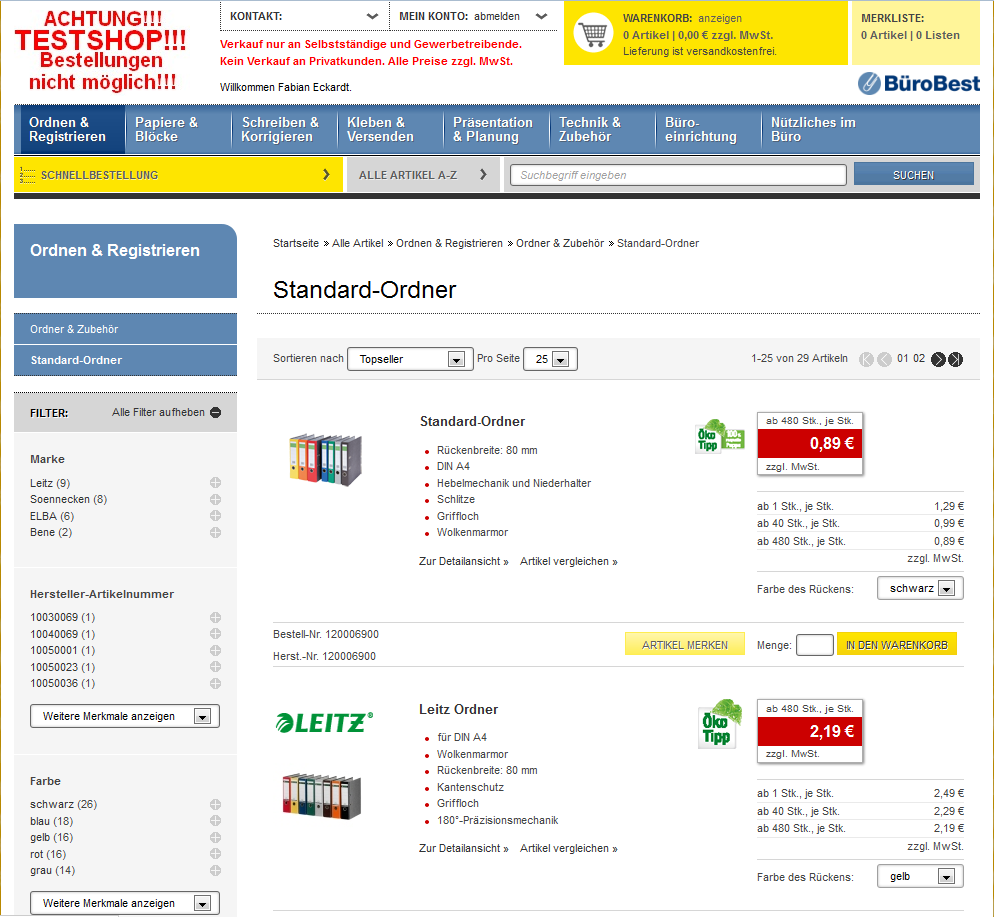 ACHTUNG!!!
TESTSHOP!!!
Bestellungen
nicht möglich!!!
KONTAKT:
MEIN KONTO: abmelden
Verkauf nur an Selbstständige und Gewerbetreibende.
Kein Verkauf an Privatkunden. Alle Preise zzgl. MwSt.
Willkommen Fabian Eckardt.
WARENKORB: anzeigen
0 Artikel | 0,00 € zzgl. MwSt.
Lieferung ist versandkostenfrei.
MERKLISTE:
0 Artikel | 0 Listen
BüroBest
Ordnen &
Registrieren
Papiere &
Blöcke
Schreiben &
Korrigieren
Kleben &
Versenden
Präsentation
& Planung
Technik &
Zubehör
Büro-
einrichtung
Nützliches im
Büro
SCHNELLBESTELLUNG
ALLE ARTIKEL A-Z
Suchbegriff eingeben
SUCHEN
Ordnen & Registrieren
Ordner & Zubehör
Standard-Ordner
FILTER:
Alle Filter aufheben
Marke
Leitz (9)
Soennecken (8)
ELBA (6)
Bene (2)
Hersteller-Artikelnummer
10030069 (1)
10040069 (1)
10050001 (1)
10050023 (1)
10050036 (1)
Weitere Merkmale anzeigen
Farbe
schwarz (26)
blau (18)
gelb (16)
rot (16)
grau (14)
Weitere Merkmale anzeigen
Startseite » Alle Artikel » Ordnen & Registrieren » Ordner & Zubehör » Standard-Ordner
Standard-Ordner
Sortieren nach Topseller Pro Seite 25
1-25 von 29 Artikeln 01 02
Standard-Ordner
• Rückenbreite: 80 mm
• DIN A4
• Hebelmechanik und Niederhalter
• Schlitze
• Griffloch
• Wolkenmarmor
Zur Detailansicht » Artikel vergleichen »
Öko
Tipp
ab 480 Stk., je Stk.
0,89 €
zzgl. MwSt.
ab 1 Stk., je Stk. 1,29 €
ab 40 Stk., je Stk. 0,99 €
ab 480 Stk., je Stk. 0,89 €
zzgl. MwSt.
Farbe des Rückens: schwarz
Bestell-Nr. 120006900
Herst.-Nr. 120006900
ARTIKEL MERKEN
Menge:
IN DEN WARENKORB
LEITZ®
Leitz Ordner
• für DIN A4
• Wolkenmarmor
• Rückenbreite: 80 mm
• Kantenschutz
• Griffloch
• 180°-Präzisionsmechanik
Zur Detailansicht » Artikel vergleichen »
Öko
Tipp
ab 480 Stk., je Stk.
2,19 €
zzgl. MwSt.
ab 1 Stk., je Stk. 2,49 €
ab 40 Stk., je Stk. 2,29 €
ab 480 Stk., je Stk. 2,19 €
zzgl. MwSt.
Farbe des Rückens: gelb